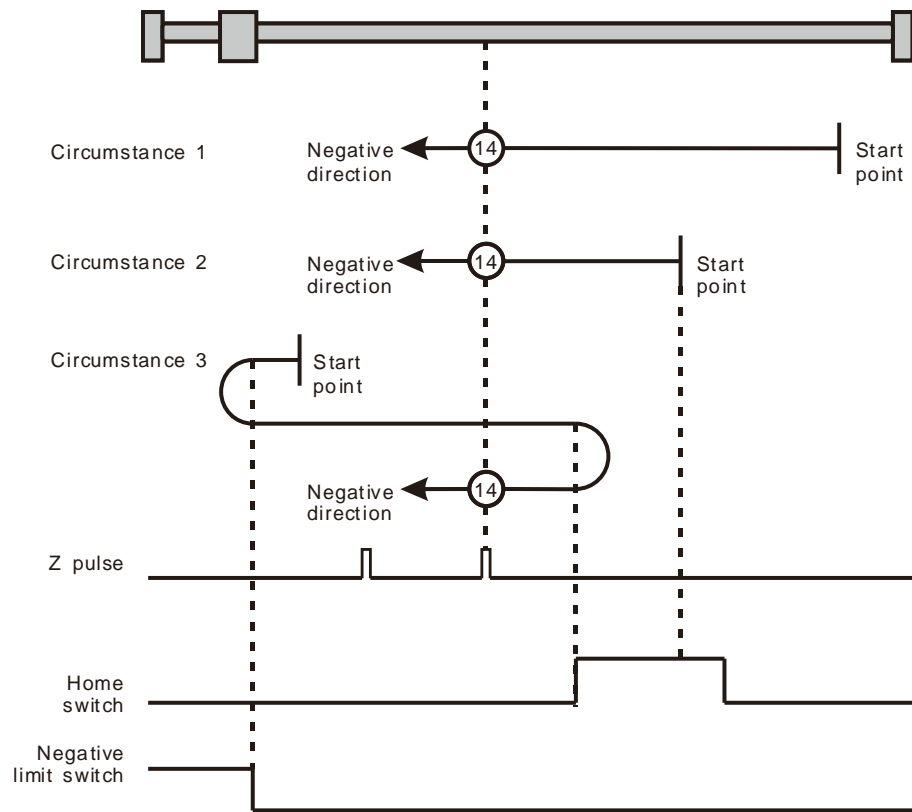 Circumstance 1
Negative
direction
14
Start
point
Circumstance 2
Negative
direction
14
Start
point
Circumstance 3
Start
point
Negative
direction
14
Z pulse
Home
switch
Negative
limit switch